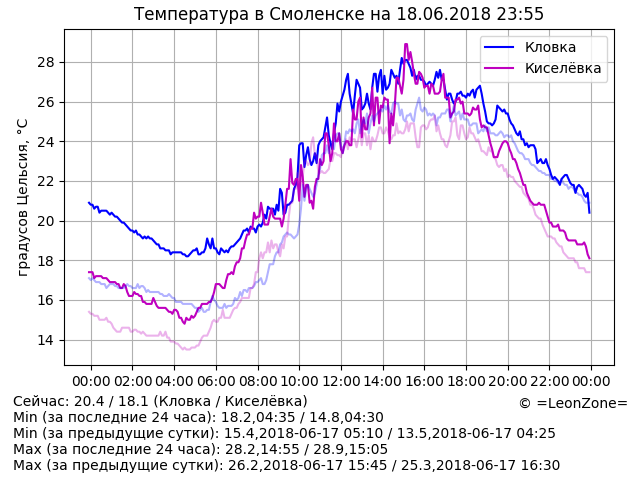 Температура в Смоленске на 18.06.2018 23:55
градусов Цельсия, °C
28
26
24
22
20
18
16
14
Кловка
Киселёвка
00:00 02:00 04:00 06:00 08:00 10:00 12:00 14:00 16:00 18:00 20:00 22:00 00:00
Сейчас: 20.4 / 18.1 (Кловка / Киселёвка)
© =LeonZone=
Min (за последние 24 часа): 18.2,04:35 / 14.8,04:30
Min (за предыдущие сутки): 15.4,2018-06-17 05:10 / 13.5,2018-06-17 04:25
Max (за последние 24 часа): 28.2,14:55 / 28.9,15:05
Max (за предыдущие сутки): 26.2,2018-06-17 15:45 / 25.3,2018-06-17 16:30